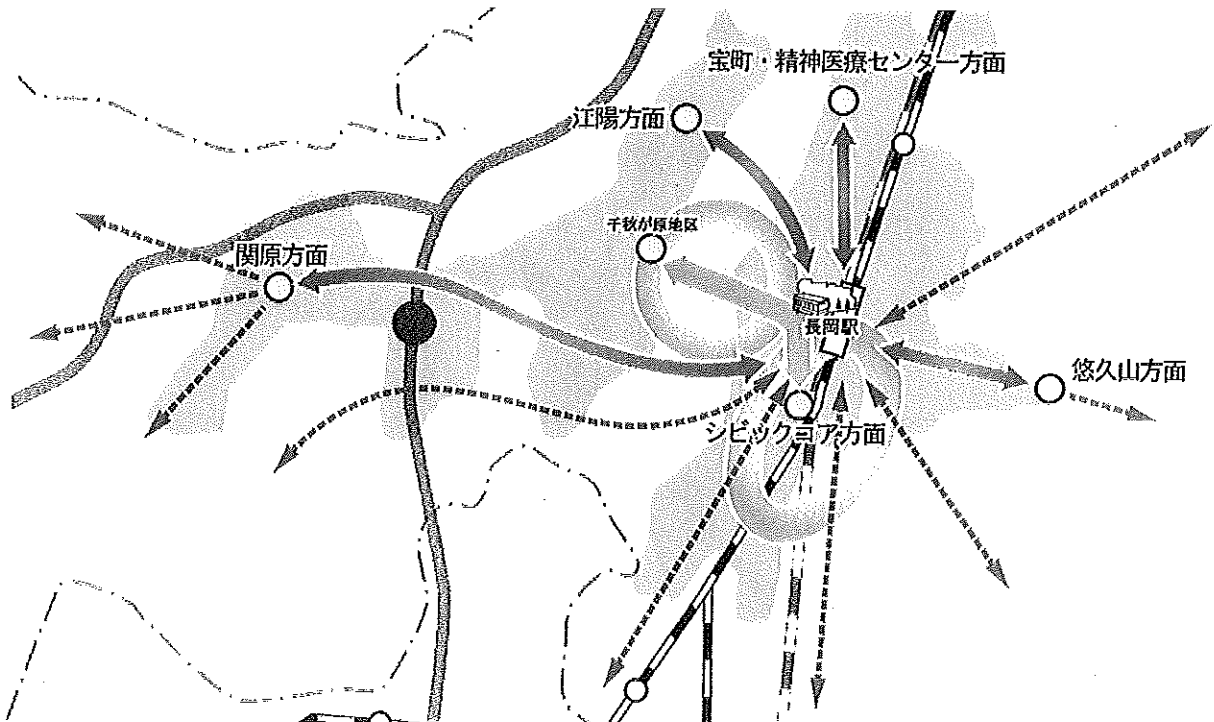 宝町・精神医療センター方面
江陽方面
千秋が原地区
関原方面
長岡駅
悠久山方面
シビックコア方面